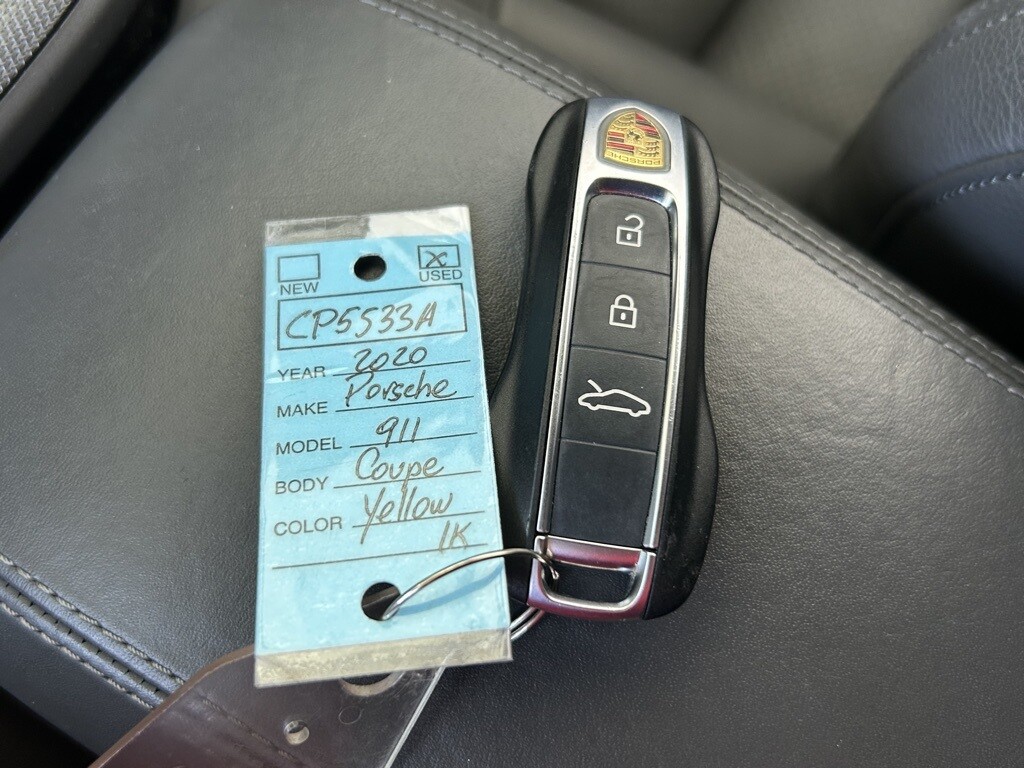 PORSCHE
NEW
USED
CP5533A
YEAR 2020
MAKE Porsche
MODEL 911
BODY Coupe
COLOR Yellow
1K